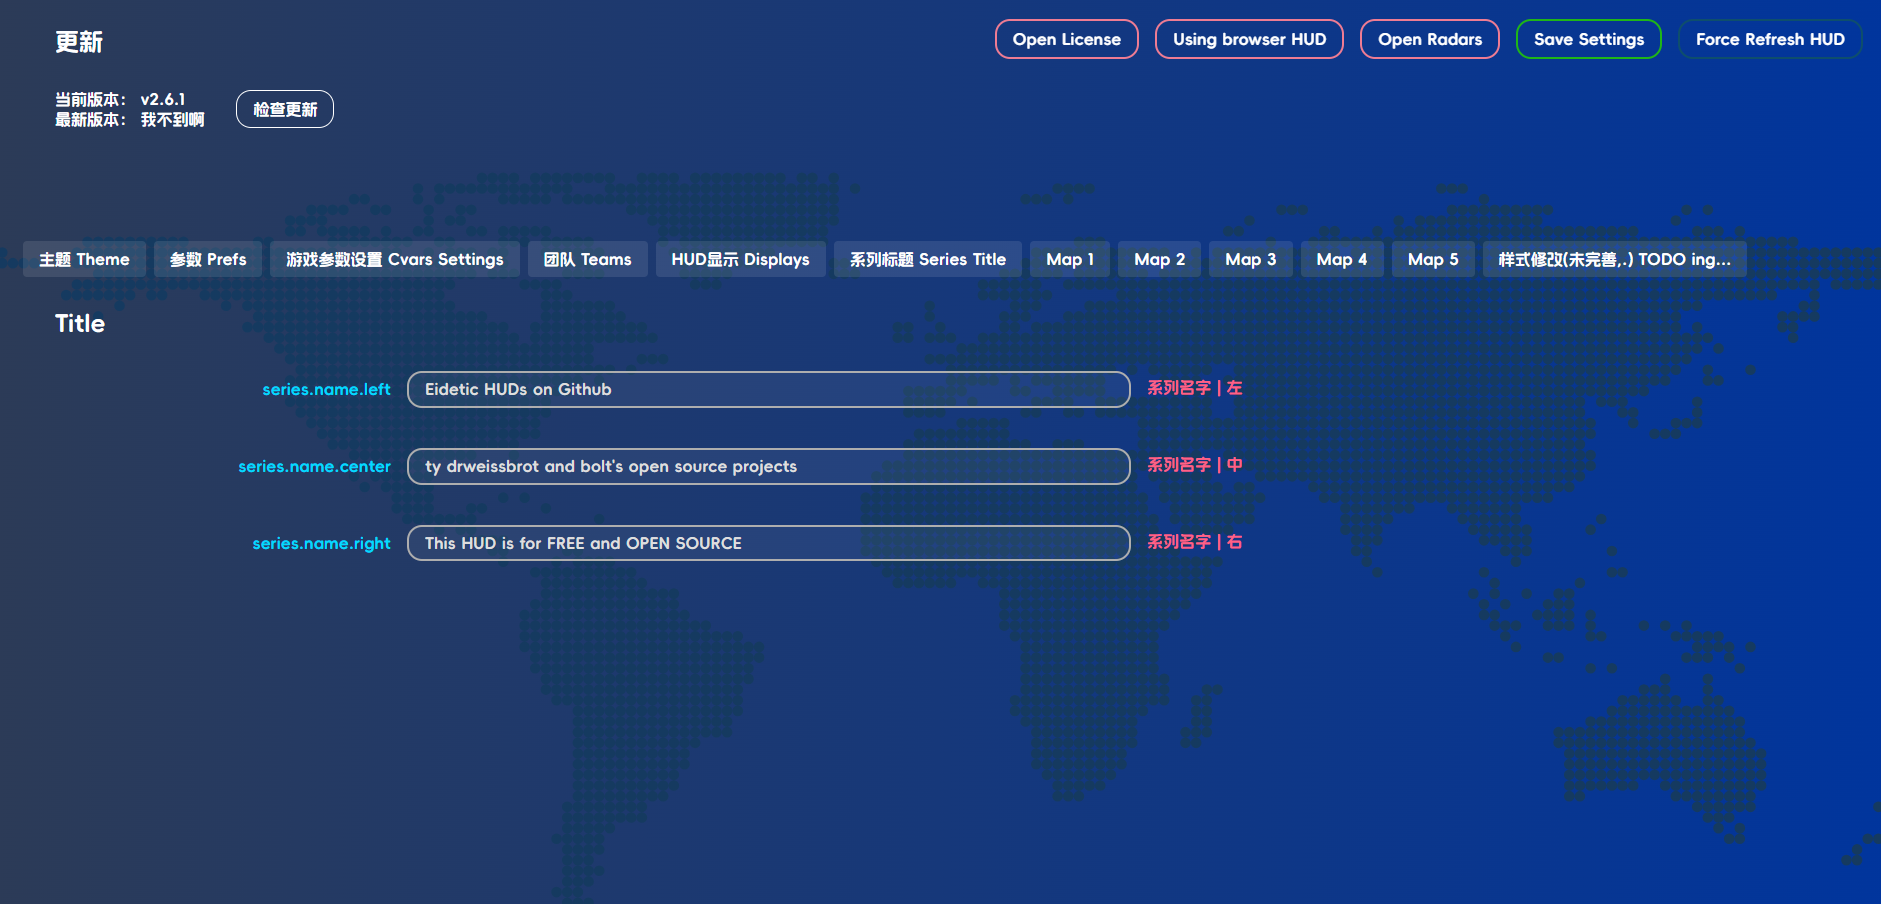 更新
Open License
Using browser HUD
Open Radars
Save Settings
Force Refresh HUD
当前版本： v2.6.1
最新版本： 我不到啊
检查更新
主题 Theme
参数 Prefs
游戏参数设置 Cvars Settings
团队 Teams
HUD显示 Displays
系列标题 Series Title
Map 1
Map 2
Map 3
Map 4
Map 5
样式修改(未完善,.) TODO ing...
Title
series.name.left
Eidetic HUDs on Github
系列名字 | 左
series.name.center
ty drweissbrot and bolt's open source projects
系列名字 | 中
series.name.right
This HUD is for FREE and OPEN SOURCE
系列名字 | 右